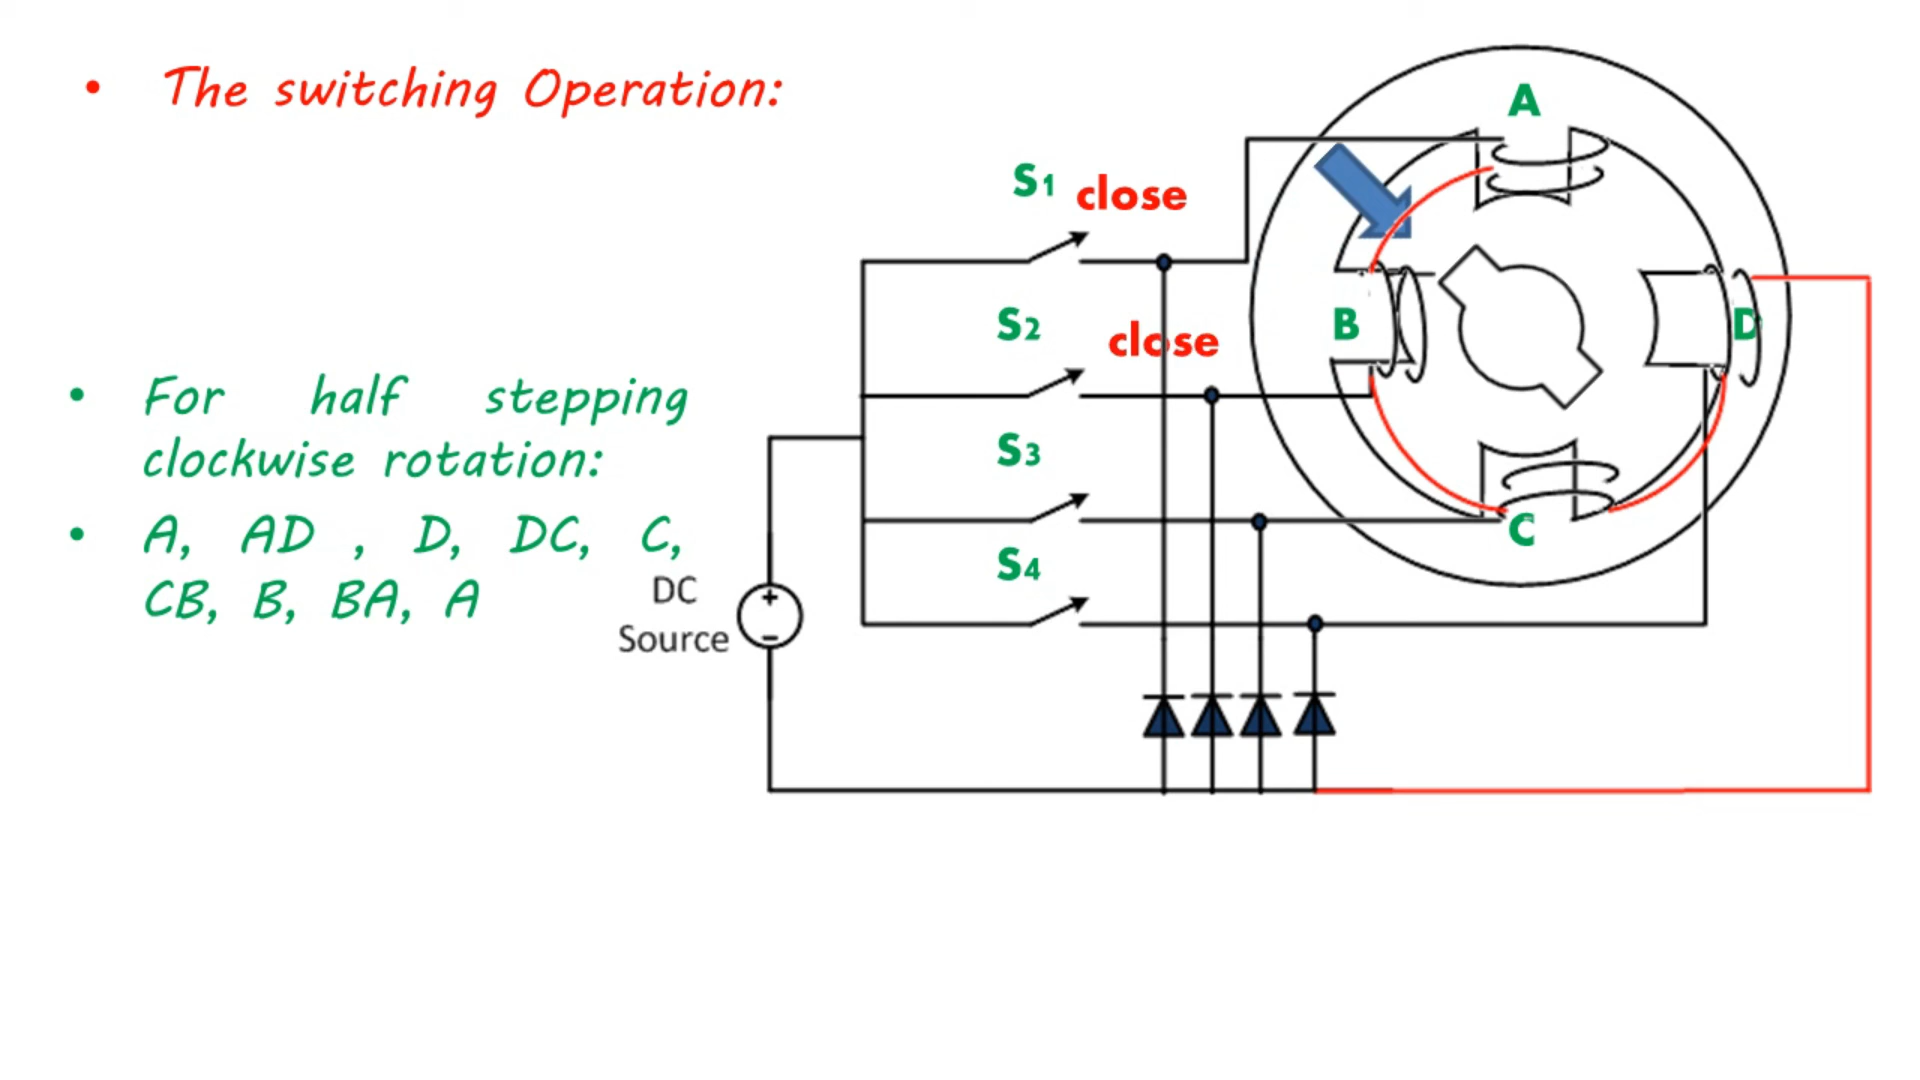 • The switching Operation:
• For half stepping
clockwise rotation:
• A, AD , D, DC, C,
CB, B, BA, A
S1 close
S2 close
S3
S4
DC
Source
+
−
A
B
C
D